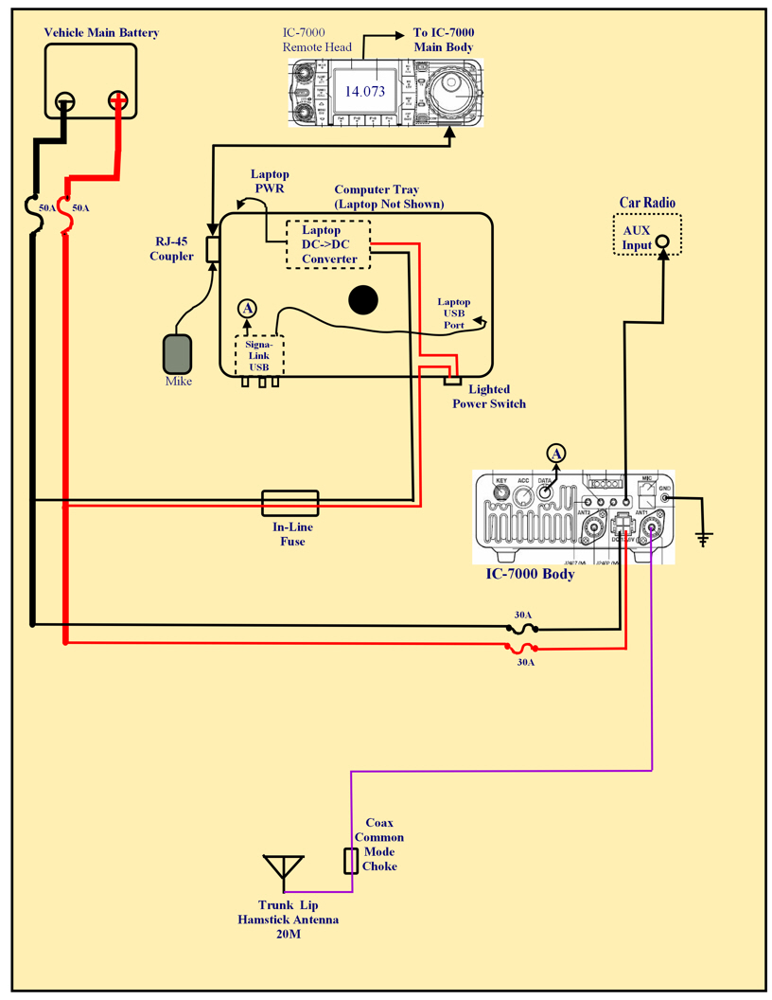 Vehicle Main Battery
IC-7000
Remote Head
To IC-7000
Main Body
14.073
50A
50A
Laptop
PWR
Computer Tray
(Laptop Not Shown)
Car Radio
AUX
Input
RJ-45
Coupler
Laptop
DC->DC
Converter
A
Laptop
USB
Port
Signa-
Link
USB
Mike
Lighted
Power Switch
A
KEY
ACC
DATA
MIC
GND
ANT2
ANT1
In-Line
Fuse
IC-7000 Body
30A
30A
Coax
Common
Mode
Choke
Trunk Lip
Hamstick Antenna
20M